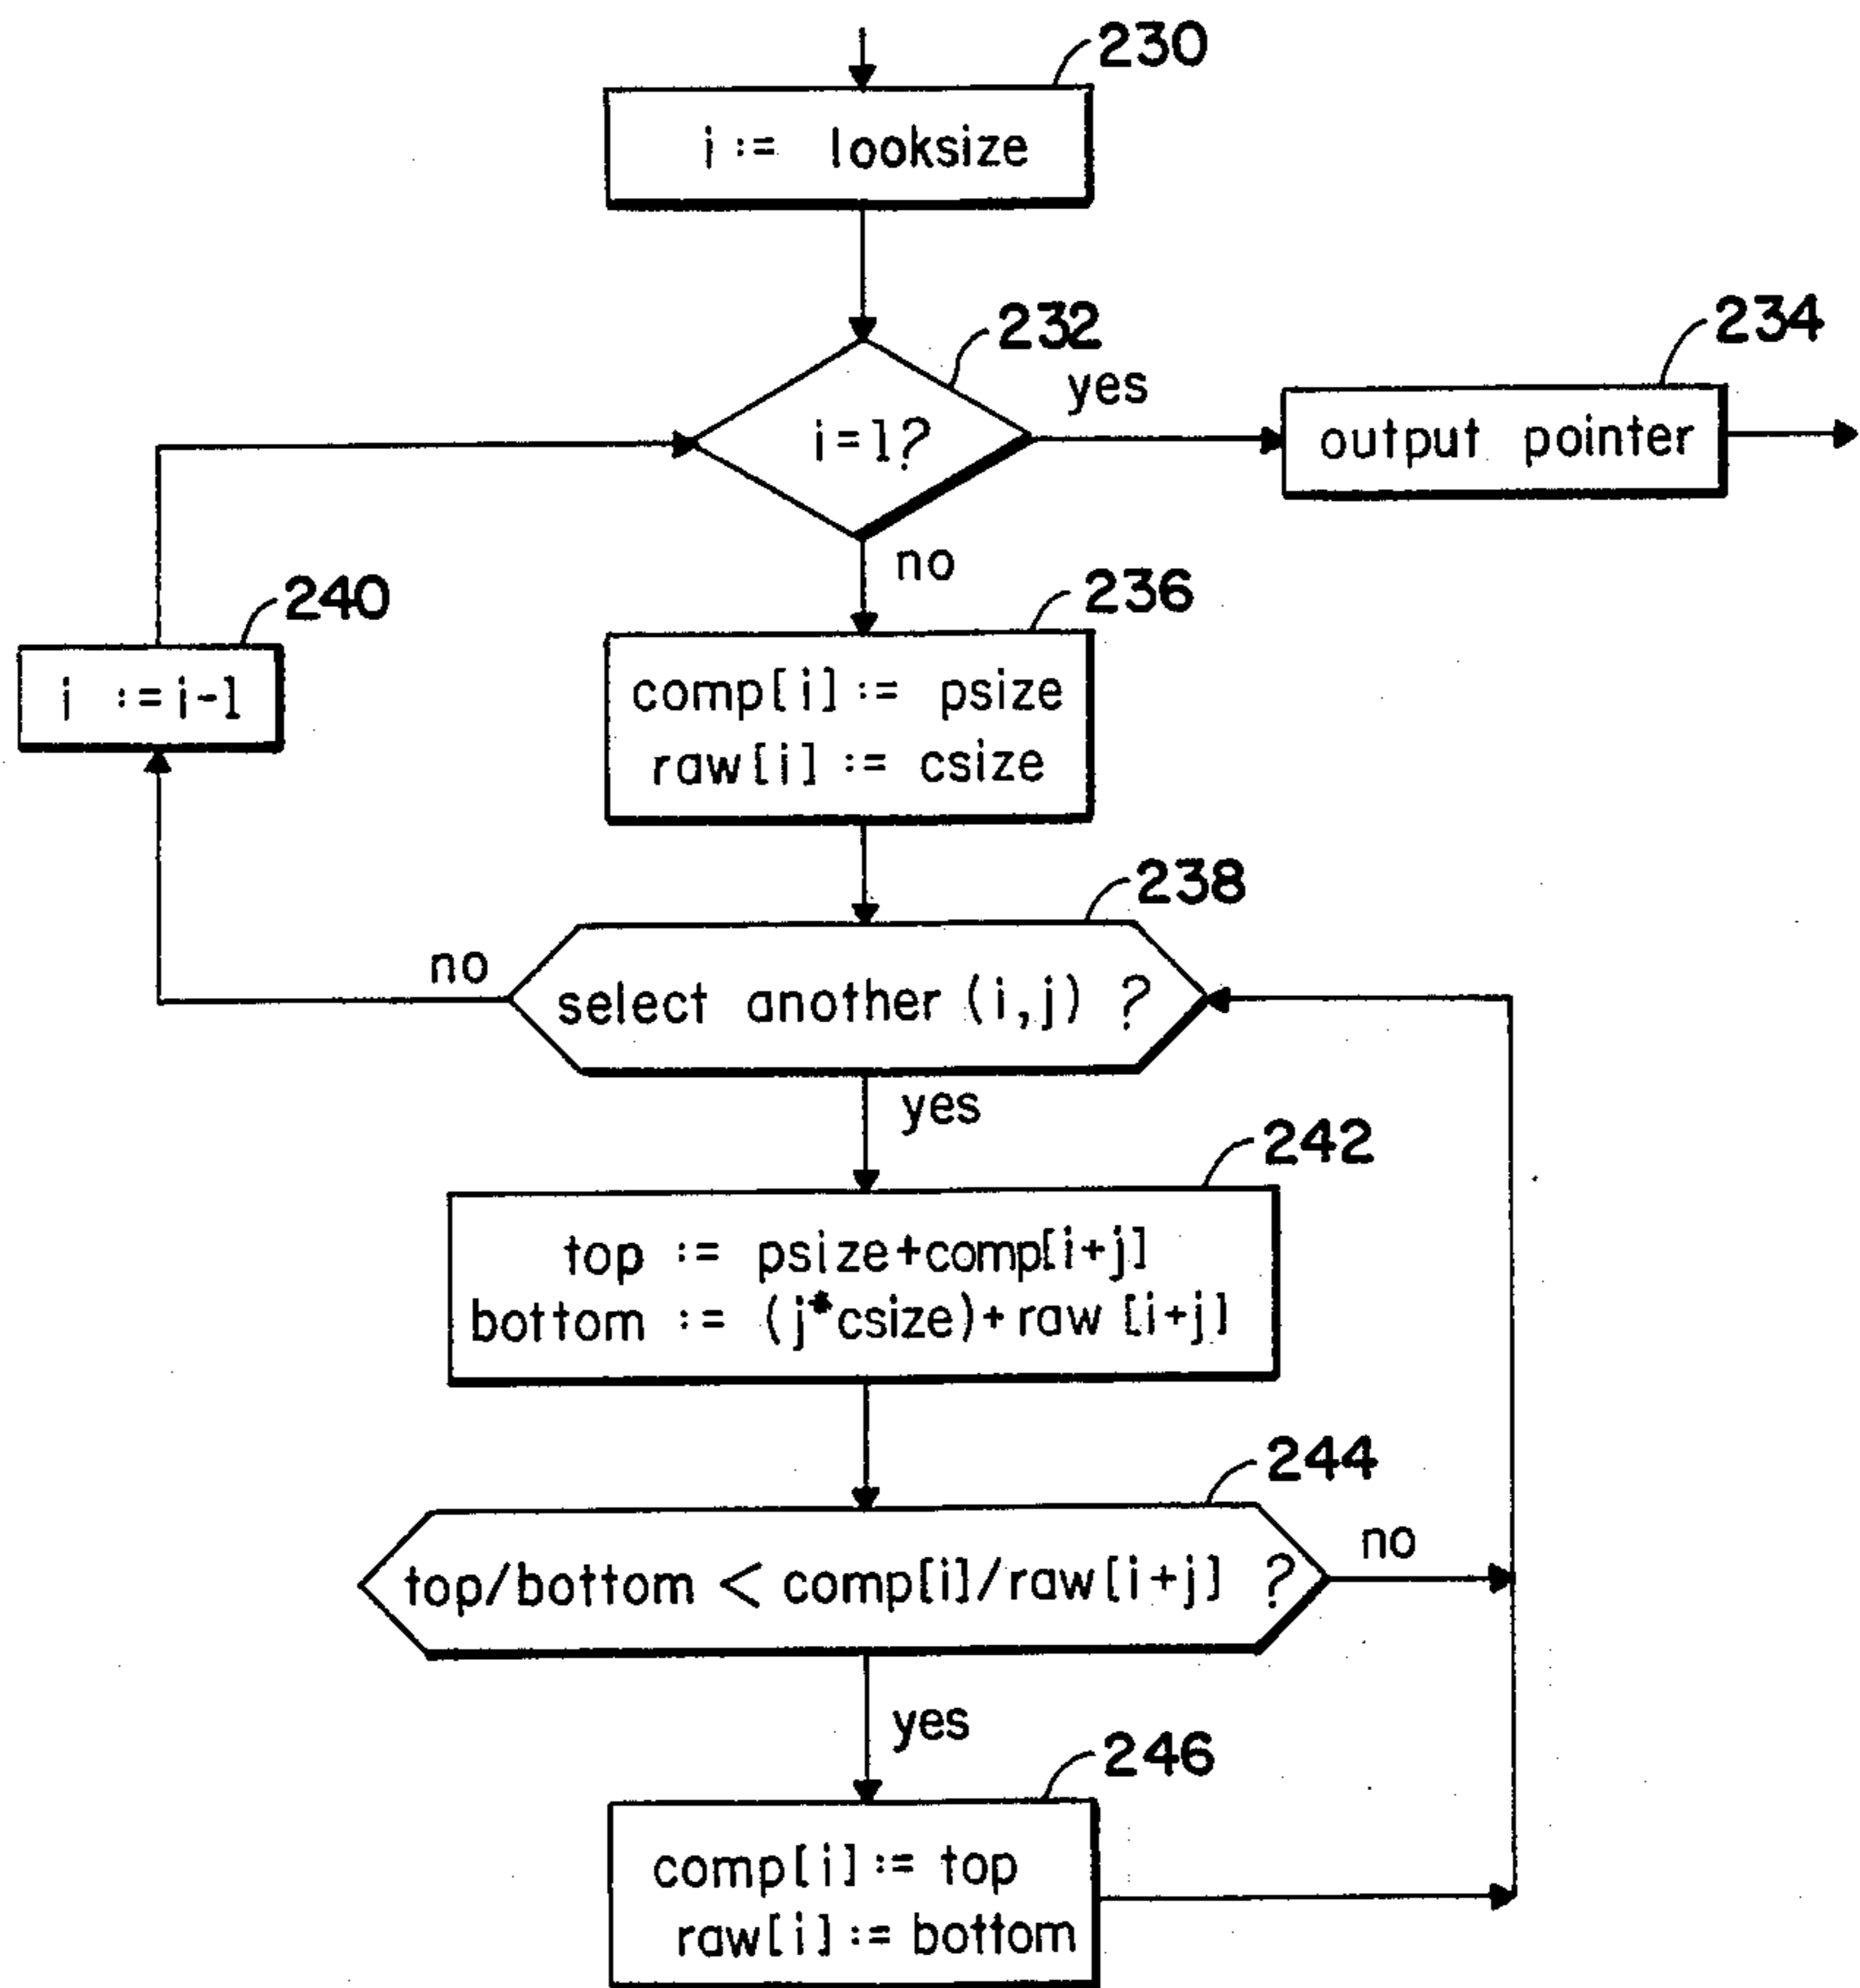 230
i := looksize
232
234
yes
i=1?
output pointer
no
236
240
comp[i] := psize
i :=i-1
raw[i] := csize
238
no
select another (i,j) ?
yes
242
top := psize+comp[i+j]
bottom := (j*csize)+raw [i+j]
244
no
top/bottom < comp[i]/raw[i+j] ?
yes
246
comp[i] := top
raw[i] := bottom